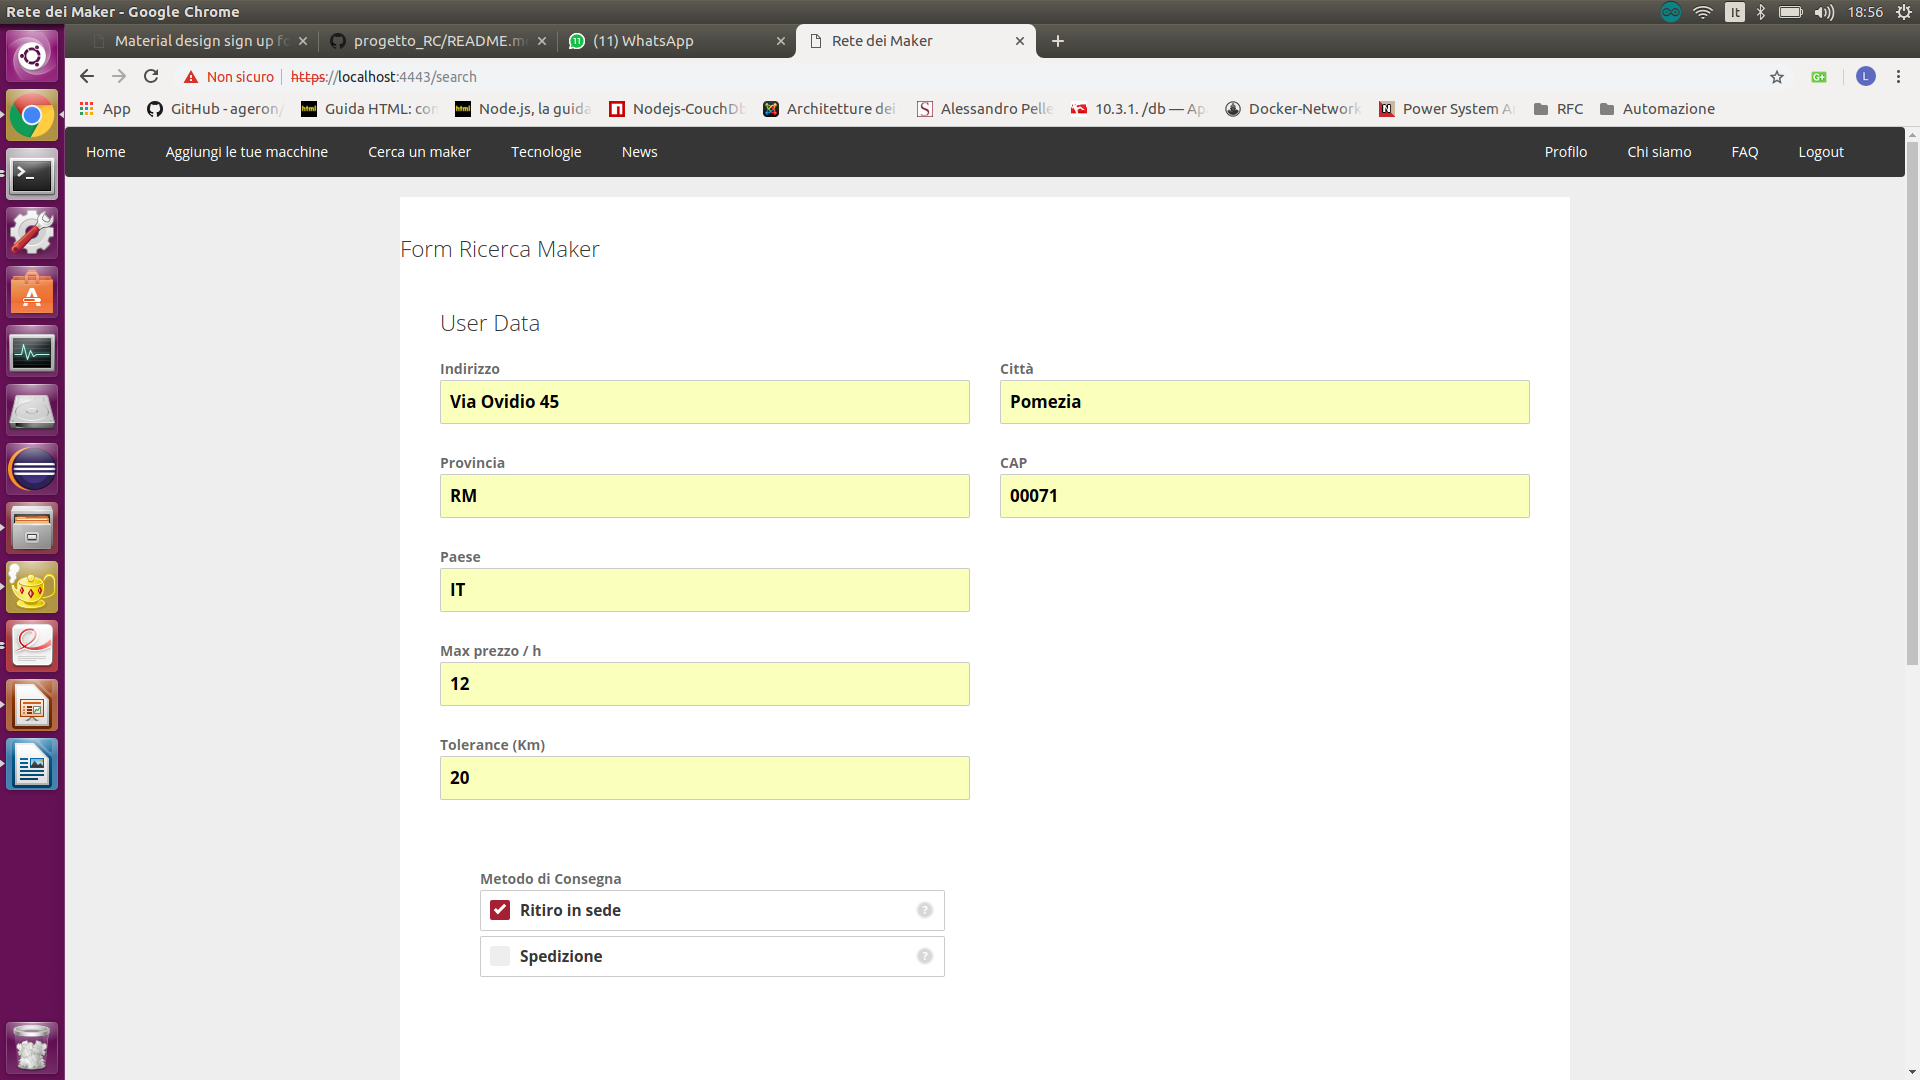 Rete dei Maker - Google Chrome
It
18:56
Material design sign up fo
progetto_RC/README.m
11
(11) WhatsApp
Rete dei Maker
Non sicuro
https://localhost:4443/search
G+
L
App
GitHub - ageron/
html
Guida HTML: con
html
Node.js, la guida
Nodejs-CouchDb
Architetture dei
S
Alessandro Pelle
10.3.1. /db — Ap
Docker-Network
Power System A
RFC
Automazione
Home
Aggiungi le tue macchine
Cerca un maker
Tecnologie
News
Profilo
Chi siamo
FAQ
Logout
Form Ricerca Maker
User Data
Indirizzo
Città
Via Ovidio 45
Pomezia
Provincia
CAP
RM
00071
Paese
IT
Max prezzo / h
12
Tolerance (Km)
20
Metodo di Consegna
Ritiro in sede
?
Spedizione
?